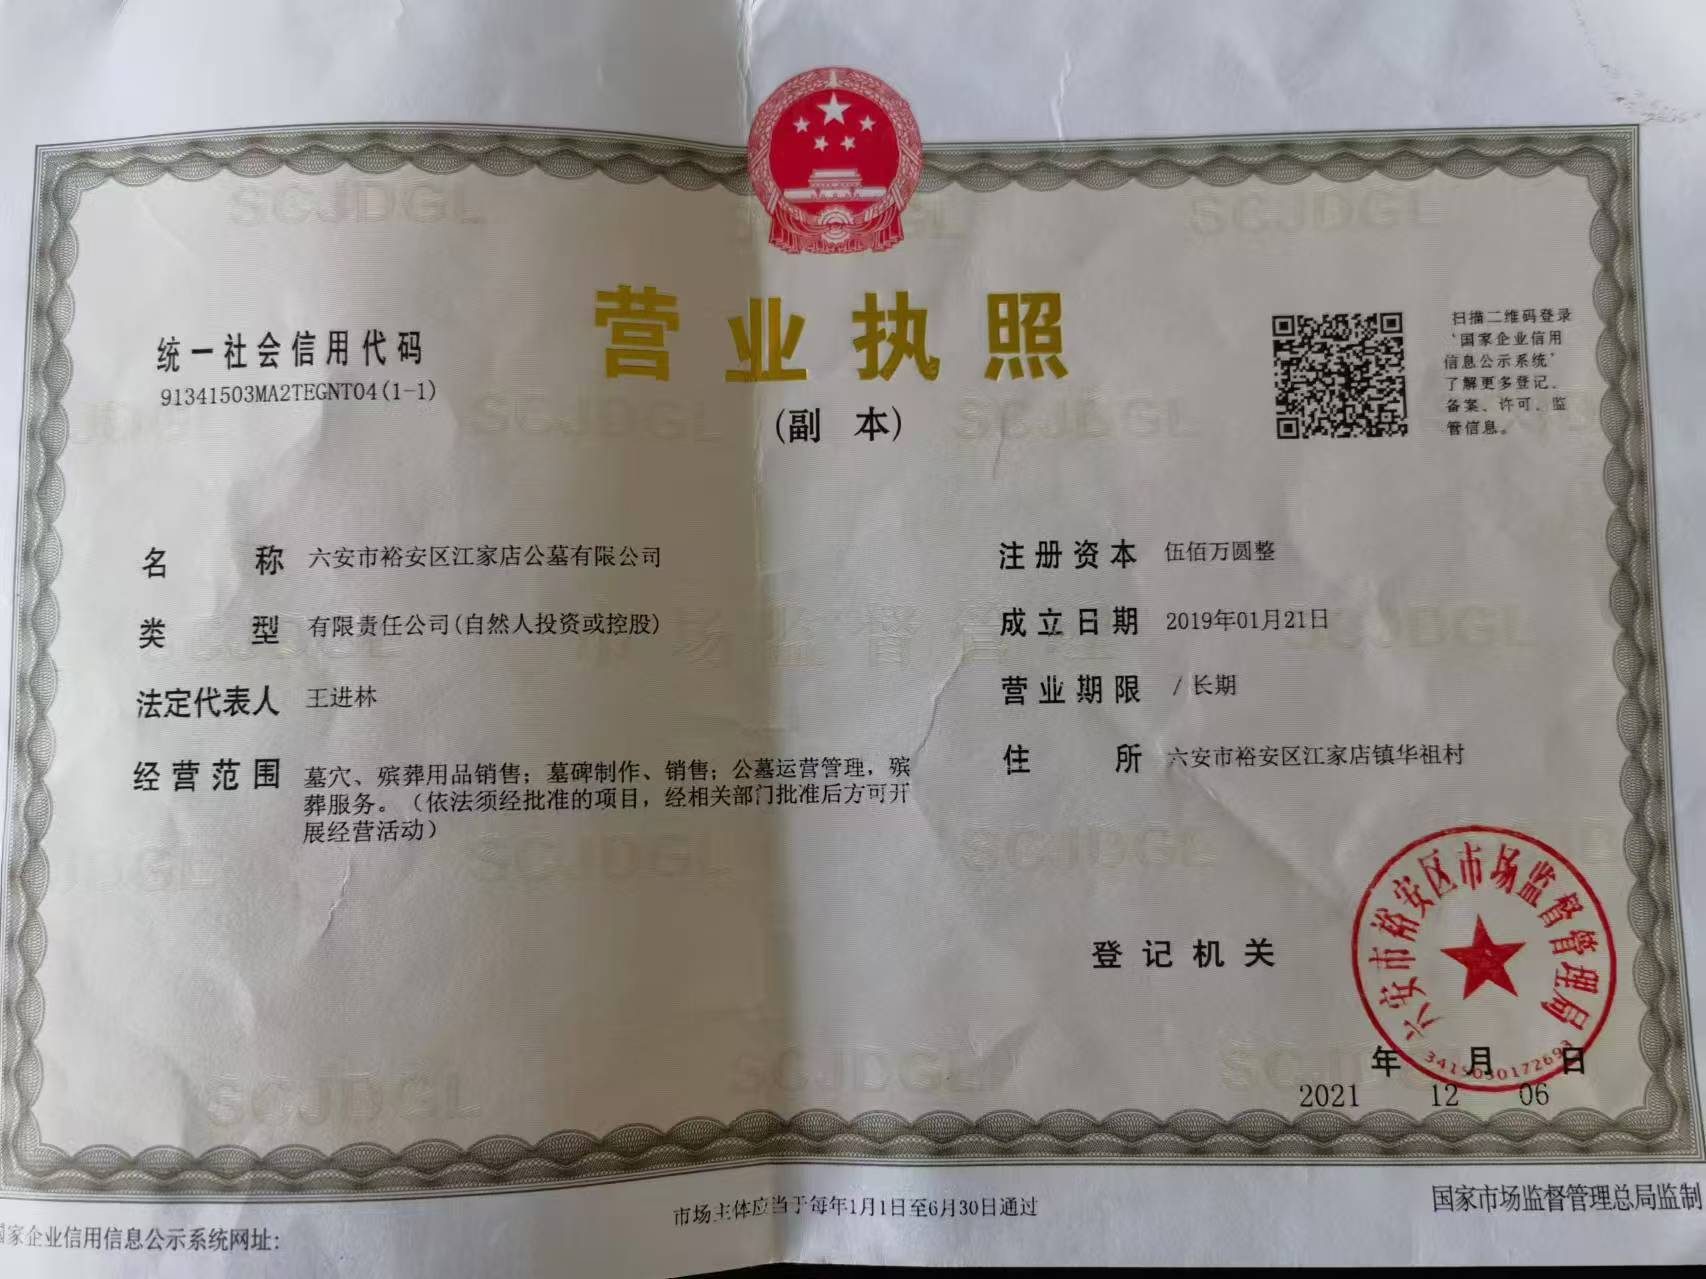 统一社会信用代码
91341503MA2TEGNT04(1-1)
营业执照
(副 本)
扫描二维码登录
‘国家企业信用
信息公示系统’
了解更多登记、
备案、许可、监
管信息。
名 称 六安市裕安区江家店公墓有限公司
类 型 有限责任公司(自然人投资或控股)
法定代表人 王进林
经营范围 墓穴、殡葬用品销售；墓碑制作、销售；公墓运营管理，殡
葬服务。（依法须经批准的项目，经相关部门批准后方可开
展经营活动）
注册资本 伍佰万圆整
成立日期 2019年01月21日
营业期限 / 长期
住 所 六安市裕安区江家店镇华祖村
登记机关
六安市裕安区市场监督管理局
3415030172693
年 月 日
2021 12 06
SCJDGL
市场监督管理
国家企业信用信息公示系统网址：
市场主体应当于每年1月1日至6月30日通过
国家市场监督管理总局监制